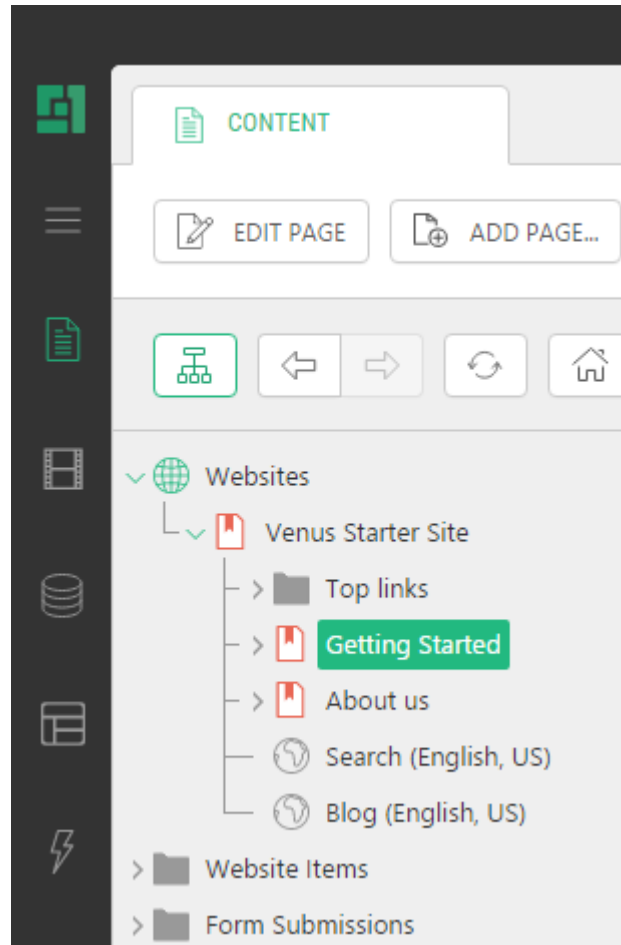 CONTENT
EDIT PAGE ADD PAGE...
Websites
Venus Starter Site
Top links
Getting Started
About us
Search (English, US)
Blog (English, US)
Website Items
Form Submissions